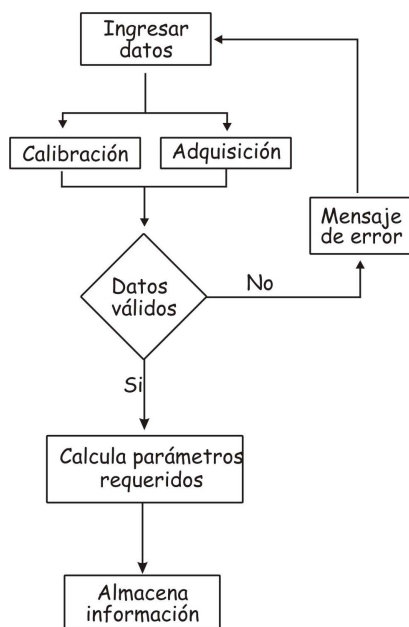 Ingresar
datos
Calibración
Adquisición
Mensaje
de error
Datos
válidos
No
Si
Calcula parámetros
requeridos
Almacena
información